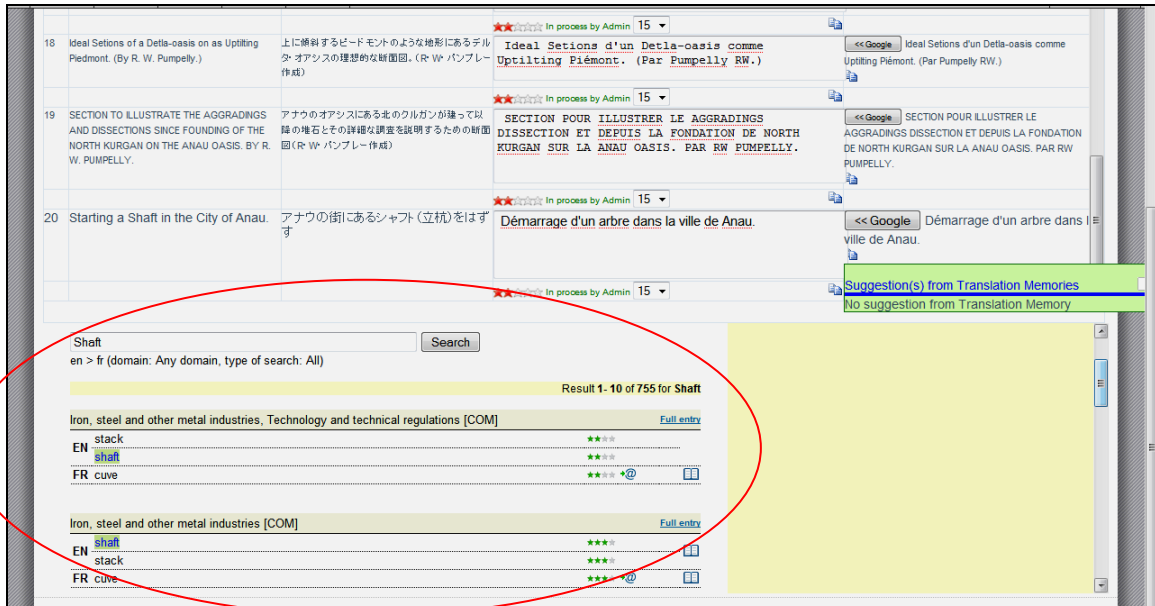 In process by Admin 15
18
Ideal Setions of a Detla-oasis on as Uptilting
Piedmont. (By R. W. Pumpelly.)
上に傾斜するピードモントのような地形にあるデル
タ・オアシスの理想的な断面図。(R・W・パンプレー
作成)
Ideal Setions d'un Detla-oasis comme
Uptilting Piémont. (Par Pumpelly RW.)
<< Google Ideal Setions d'un Detla-oasis comme
Uptilting Piémont. (Par Pumpelly RW.)
In process by Admin 15
19
SECTION TO ILLUSTRATE THE AGGRADINGS
AND DISSECTIONS SINCE FOUNDING OF THE
NORTH KURGAN ON THE ANAU OASIS. BY R.
W. PUMPELLY.
アナウのオアシスにある北のクルガンが建って以
降の堆石とその詳細な調査を説明するための断面
図(R・W・パンプレー作成)
SECTION POUR ILLUSTRER LE AGGRADINGS
DISSECTION ET DEPUIS LA FONDATION DE NORTH
KURGAN SUR LA ANAU OASIS. PAR RW PUMPELLY.
<< Google SECTION POUR ILLUSTRER LE
AGGRADINGS DISSECTION ET DEPUIS LA FONDATION
DE NORTH KURGAN SUR LA ANAU OASIS. PAR RW
PUMPELLY.
In process by Admin 15
20
Starting a Shaft in the City of Anau.
アナウの街にあるシャフト(立杭)をはず
す
Démarrage d'un arbre dans la ville de Anau.
<< Google Démarrage d'un arbre dans l
ville de Anau.
In process by Admin 15
Suggestion(s) from Translation Memories
No suggestion from Translation Memory
Shaft Search
en > fr (domain: Any domain, type of search: All)
Result 1- 10 of 755 for Shaft
Iron, steel and other metal industries, Technology and technical regulations [COM] Full entry
EN
stack
shaft
FR cuve
Iron, steel and other metal industries [COM] Full entry
EN
shaft
stack
FR cuve